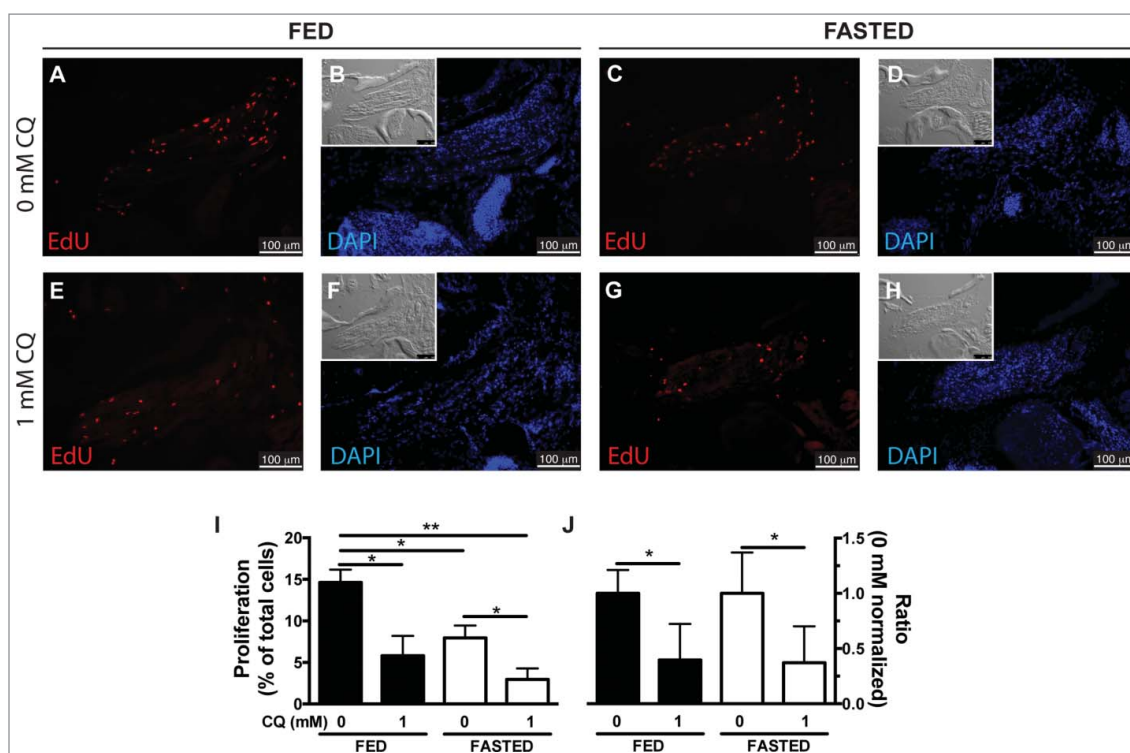 FED
FASTED
0 mM CQ
A
EdU
100 µm
B
DAPI
100 µm
C
EdU
100 µm
D
DAPI
100 µm
1 mM CQ
E
EdU
100 µm
F
DAPI
100 µm
G
EdU
100 µm
H
DAPI
100 µm
I
Proliferation
(% of total cells)
20
15
10
5
0
**
*
*
*
CQ (mM)
0
1
0
1
FED
FASTED
J
*
*
1.5
1.0
0.5
0.0
Ratio
(0 mM normalized)
0
1
0
1
FED
FASTED